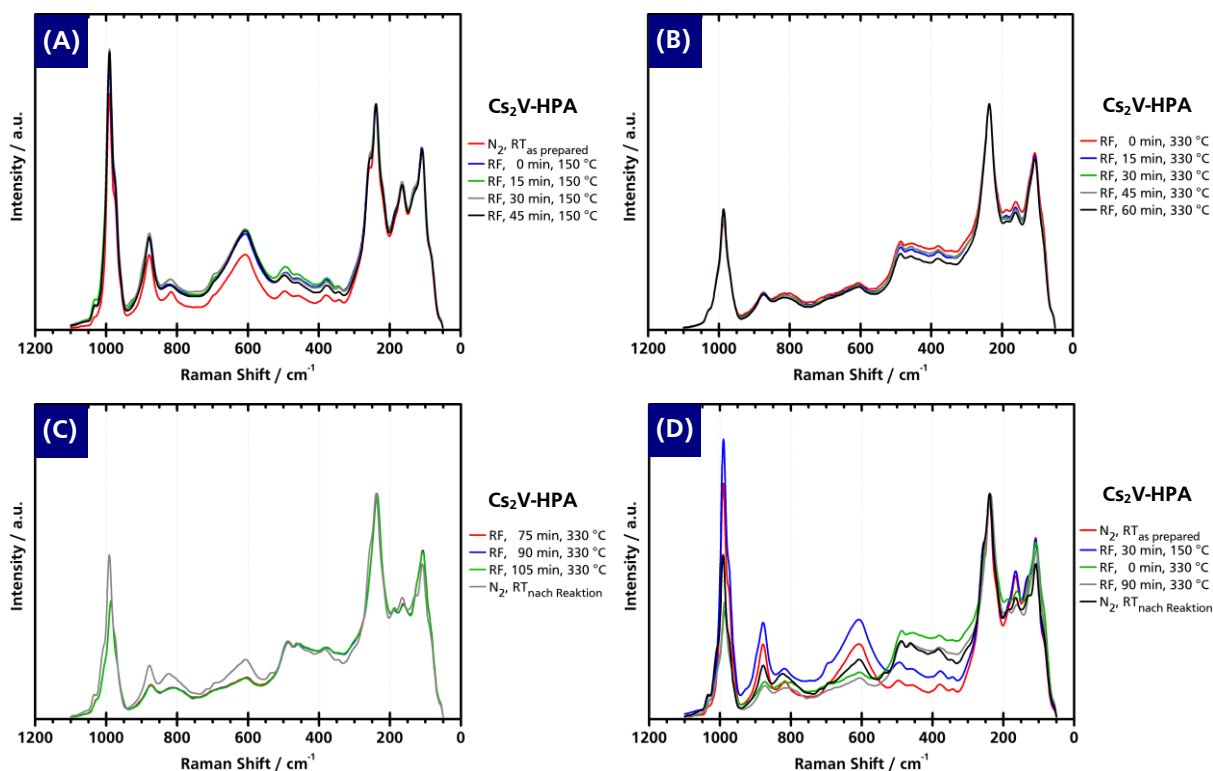 (A)
Intensity / a.u.
1200 1000 800 600 400 200 0
Raman Shift / cm-1
Cs2V-HPA
N2, RTas prepared
RF, 0 min, 150 °C
RF, 15 min, 150 °C
RF, 30 min, 150 °C
RF, 45 min, 150 °C
(B)
Intensity / a.u.
1200 1000 800 600 400 200 0
Raman Shift / cm-1
Cs2V-HPA
RF, 0 min, 330 °C
RF, 15 min, 330 °C
RF, 30 min, 330 °C
RF, 45 min, 330 °C
RF, 60 min, 330 °C
(C)
Intensity / a.u.
1200 1000 800 600 400 200 0
Raman Shift / cm-1
Cs2V-HPA
RF, 75 min, 330 °C
RF, 90 min, 330 °C
RF, 105 min, 330 °C
N2, RTnach Reaktion
(D)
Intensity / a.u.
1200 1000 800 600 400 200 0
Raman Shift / cm-1
Cs2V-HPA
N2, RTas prepared
RF, 30 min, 150 °C
RF, 0 min, 330 °C
RF, 90 min, 330 °C
N2, RTnach Reaktion